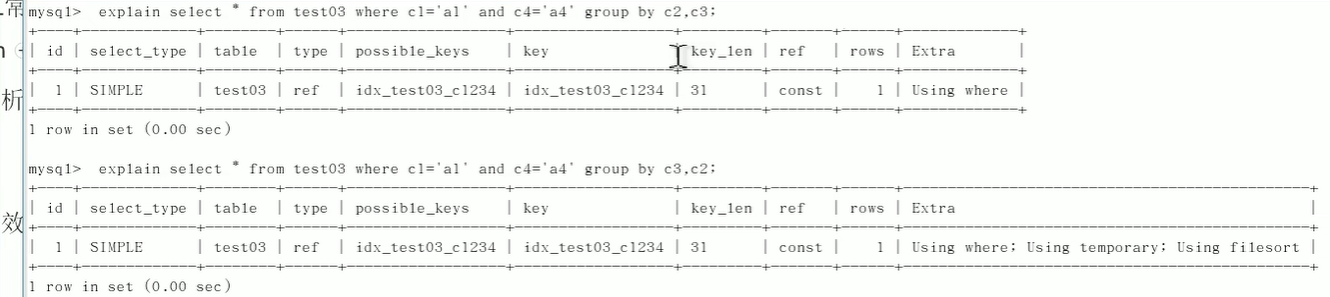 常
mysql> explain select * from test03 where c1='a1' and c4='a4' group by c2,c3;
| id | select_type | table | type | possible_keys | key | key_len | ref | rows | Extra |
析
| 1 | SIMPLE | test03 | ref | idx_test03_c1234 | idx_test03_c1234 | 31 | const | 1 | Using where |
1 row in set (0.00 sec)
mysql> explain select * from test03 where c1='a1' and c4='a4' group by c3,c2;
| id | select_type | table | type | possible_keys | key | key_len | ref | rows | Extra |
效
| 1 | SIMPLE | test03 | ref | idx_test03_c1234 | idx_test03_c1234 | 31 | const | 1 | Using where; Using temporary; Using filesort |
1 row in set (0.00 sec)